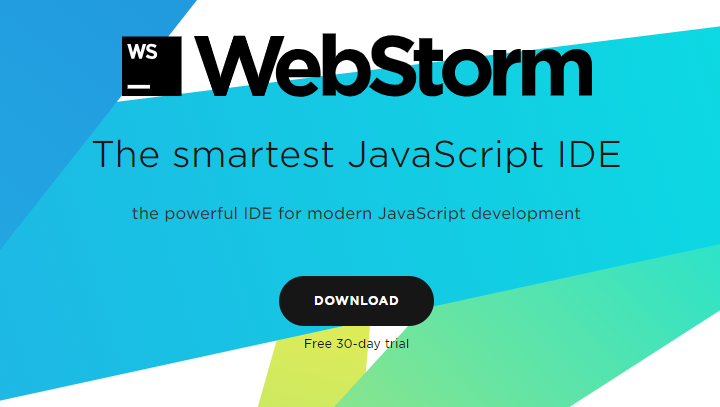 WS
WebStorm
The smartest JavaScript IDE
the powerful IDE for modern JavaScript development
DOWNLOAD
Free 30-day trial